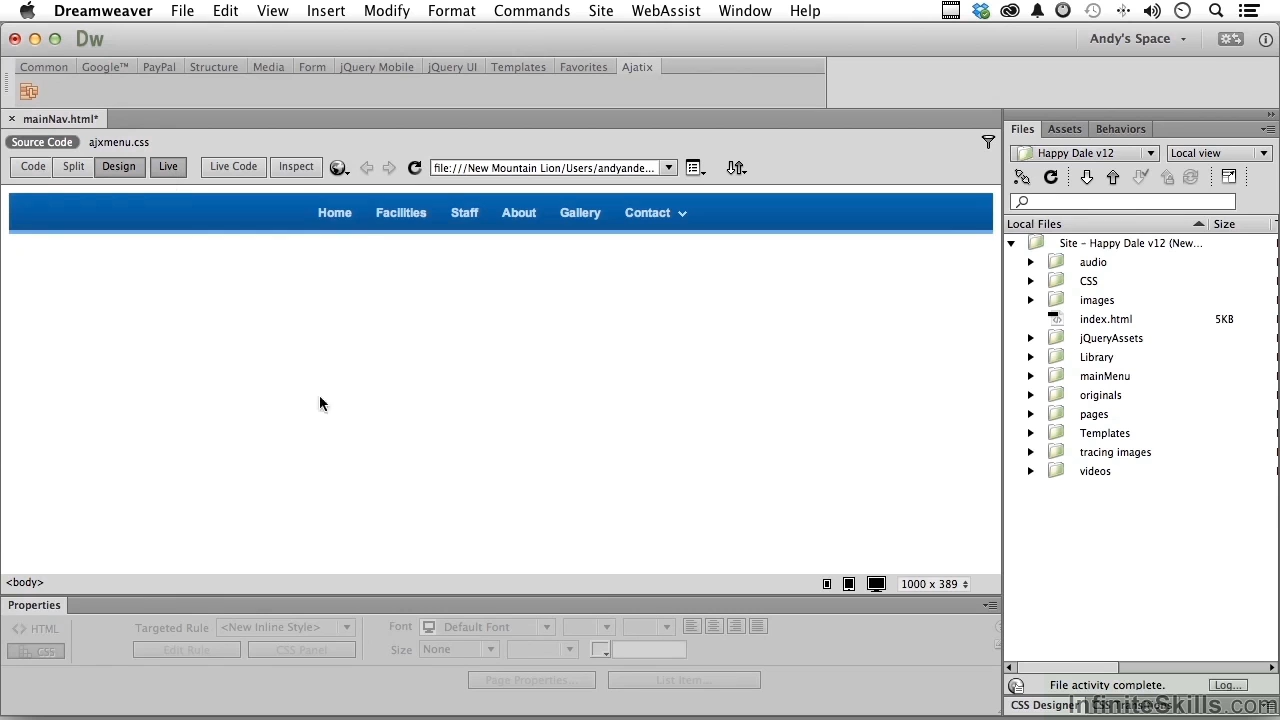 Dreamweaver File Edit View Insert Modify Format Commands Site WebAssist Window Help
Dw Andy's Space
Common Google™ PayPal Structure Media Form jQuery Mobile jQuery UI Templates Favorites Ajatix
mainNav.html*
Source Code ajxmenu.css
Code Split Design Live Live Code Inspect file:///New Mountain Lion/Users/andyande...
Home Facilities Staff About Gallery Contact
<body> 1000 x 389
Properties
HTML Targeted Rule <New Inline Style> Font Default Font
CSS Edit Rule CSS Panel Size None
Page Properties... List Item...
Files Assets Behaviors
Happy Dale v12 Local view
Local Files Size
Site - Happy Dale v12 (New...
audio
CSS
images
index.html 5KB
jQueryAssets
Library
mainMenu
originals
pages
Templates
tracing images
videos
File activity complete. Log...
CSS Designer CSS Transitions
InfiniteSkills.com